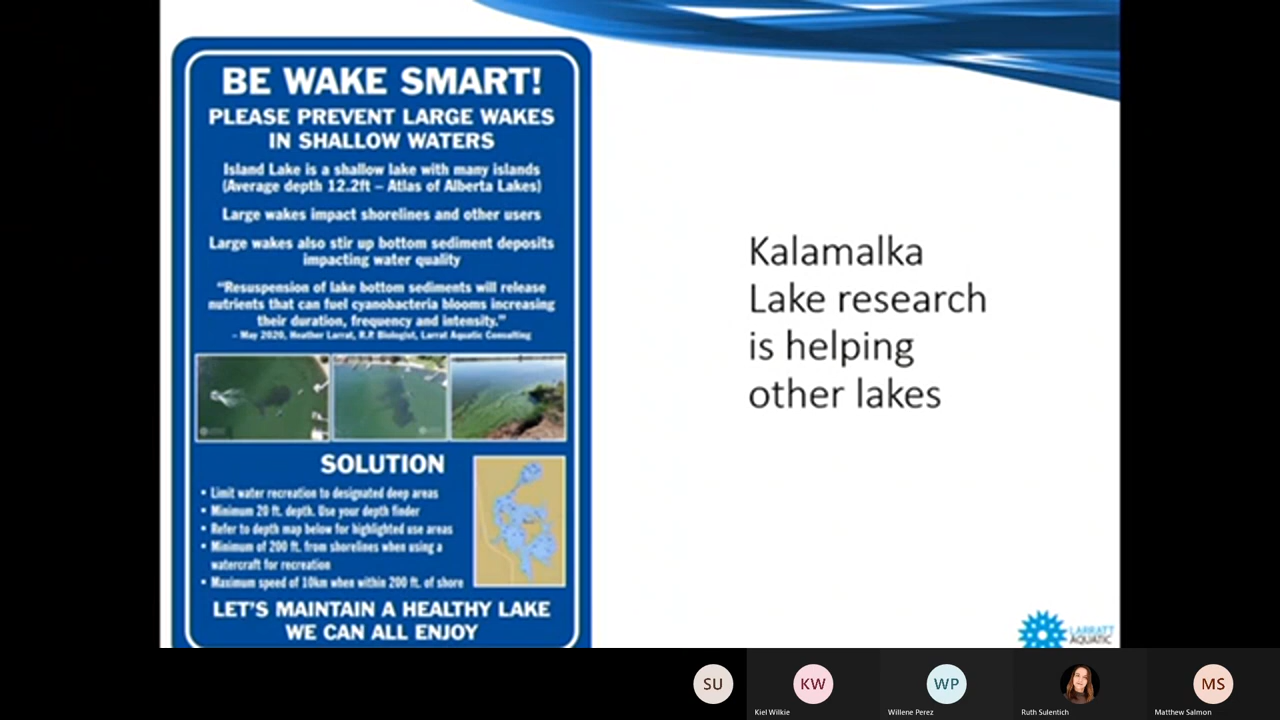 BE WAKE SMART!
PLEASE PREVENT LARGE WAKES
IN SHALLOW WATERS
Island Lake is a shallow lake with many islands
(Average depth 12.2ft – Atlas of Alberta Lakes)
Large wakes impact shorelines and other users
Large wakes also stir up bottom sediment deposits
impacting water quality
"Resuspension of lake bottom sediments will release
nutrients that can fuel cyanobacteria blooms increasing
their duration, frequency and intensity."
– May 2020, Heather Larrat, R.P. Biologist, Larrat Aquatic Consulting
SOLUTION
• Limit water recreation to designated deep areas
• Minimum 20 ft. depth. Use your depth finder
• Refer to depth map below for highlighted use areas
• Minimum of 200 ft. from shorelines when using a
watercraft for recreation
• Maximum speed of 10km when within 200 ft. of shore
LET'S MAINTAIN A HEALTHY LAKE
WE CAN ALL ENJOY
Kalamalka
Lake research
is helping
other lakes
LARRATT
AQUATIC
SU
KW
WP
MS
Kiel Wilkie
Willene Perez
Ruth Sulentich
Matthew Salmon